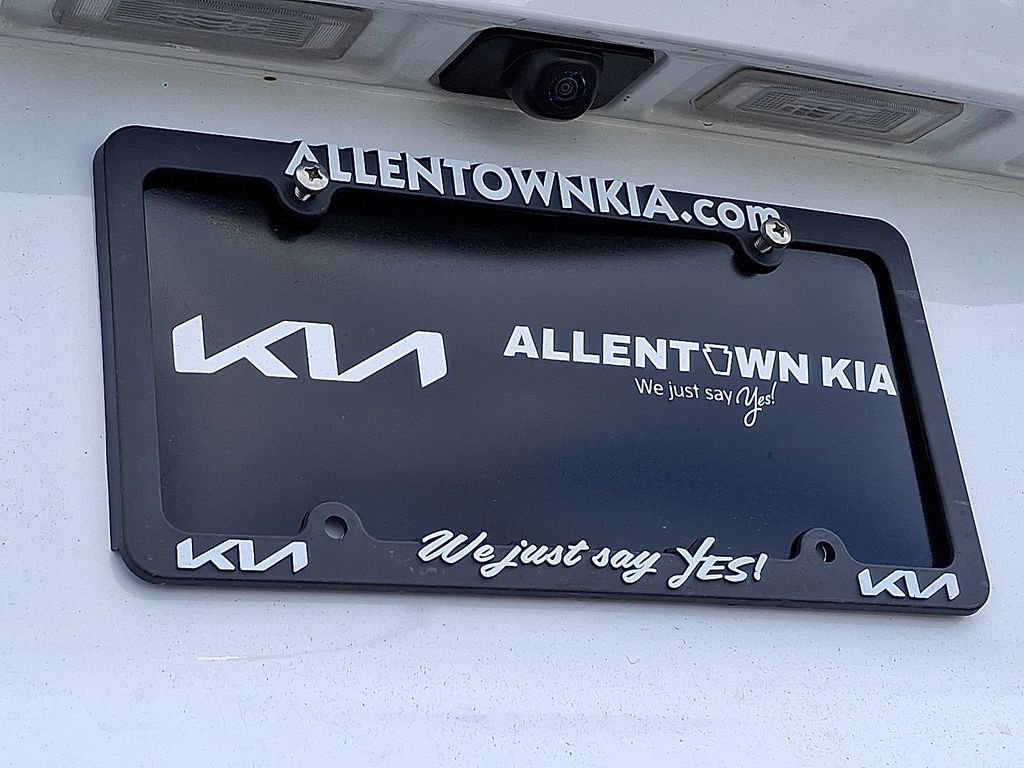 ALLENTOWNKIA.com
KIA
ALLENTOWN KIA
We just say Yes!
KIA
We just say YES!
KIA